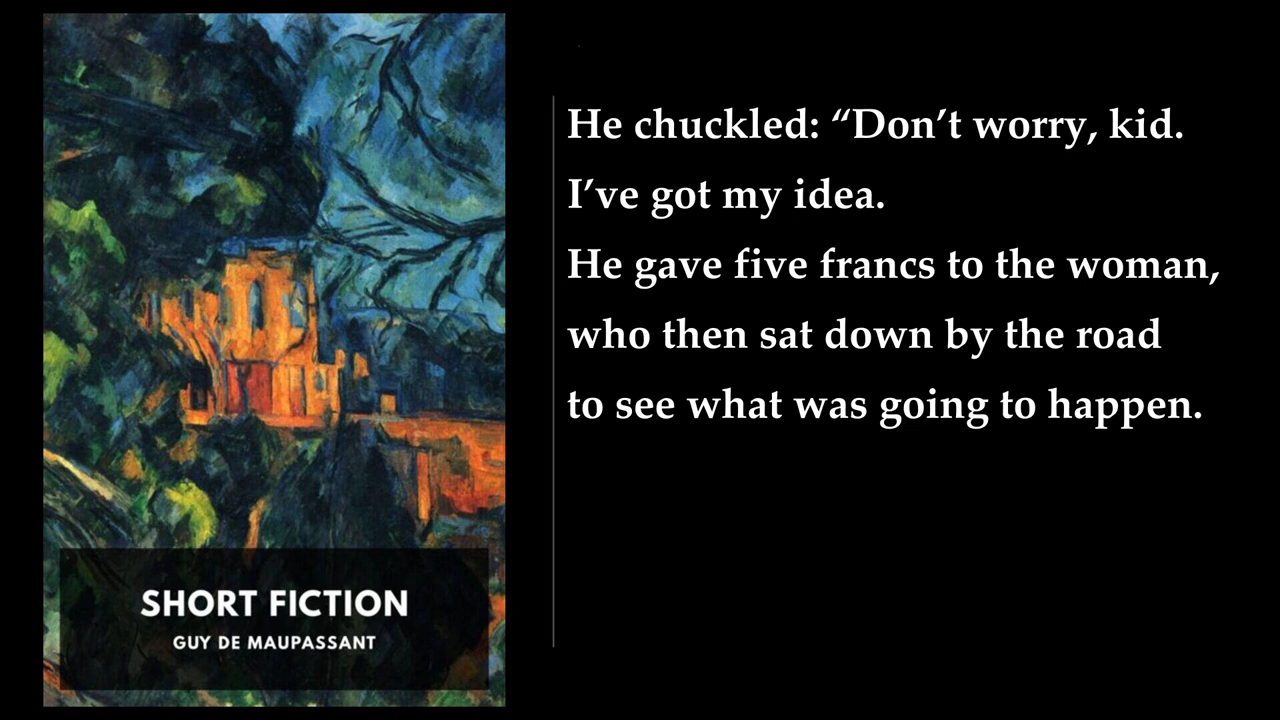 He chuckled: “Don’t worry, kid.
I’ve got my idea.
He gave five francs to the woman,
who then sat down by the road
to see what was going to happen.
SHORT FICTION
GUY DE MAUPASSANT